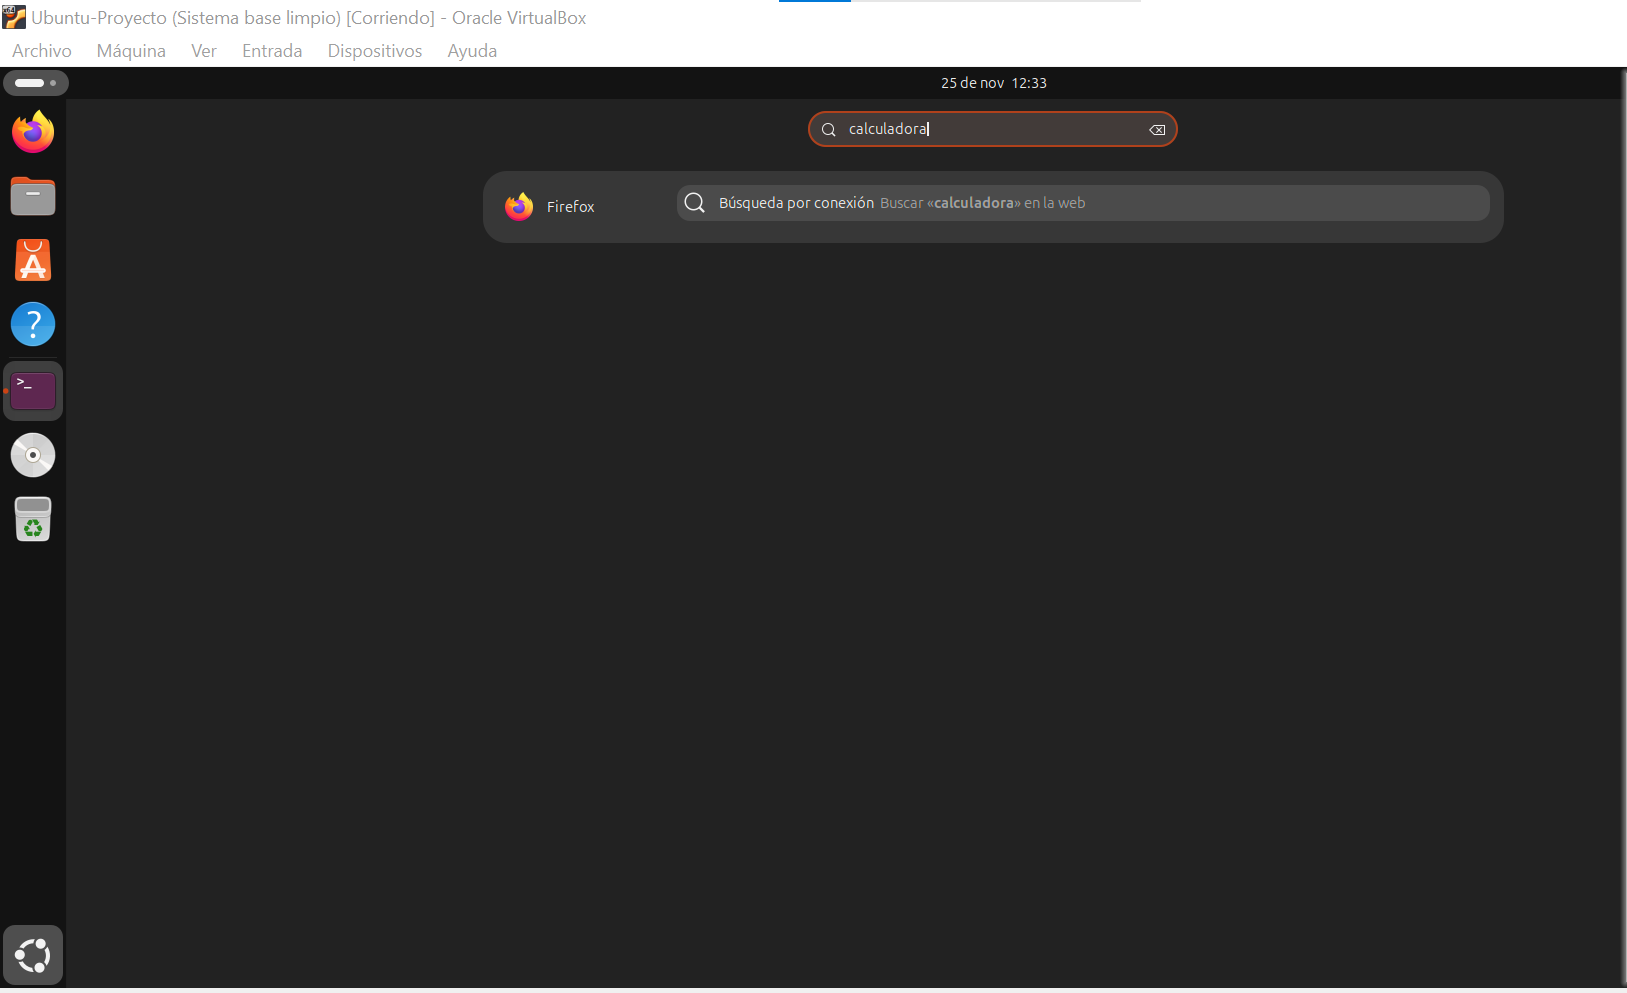 Ubuntu-Proyecto (Sistema base limpio) [Corriendo] - Oracle VirtualBox
Archivo Máquina Ver Entrada Dispositivos Ayuda
25 de nov 12:33
calculadora
Firefox
Búsqueda por conexión Buscar «calculadora» en la web
>_